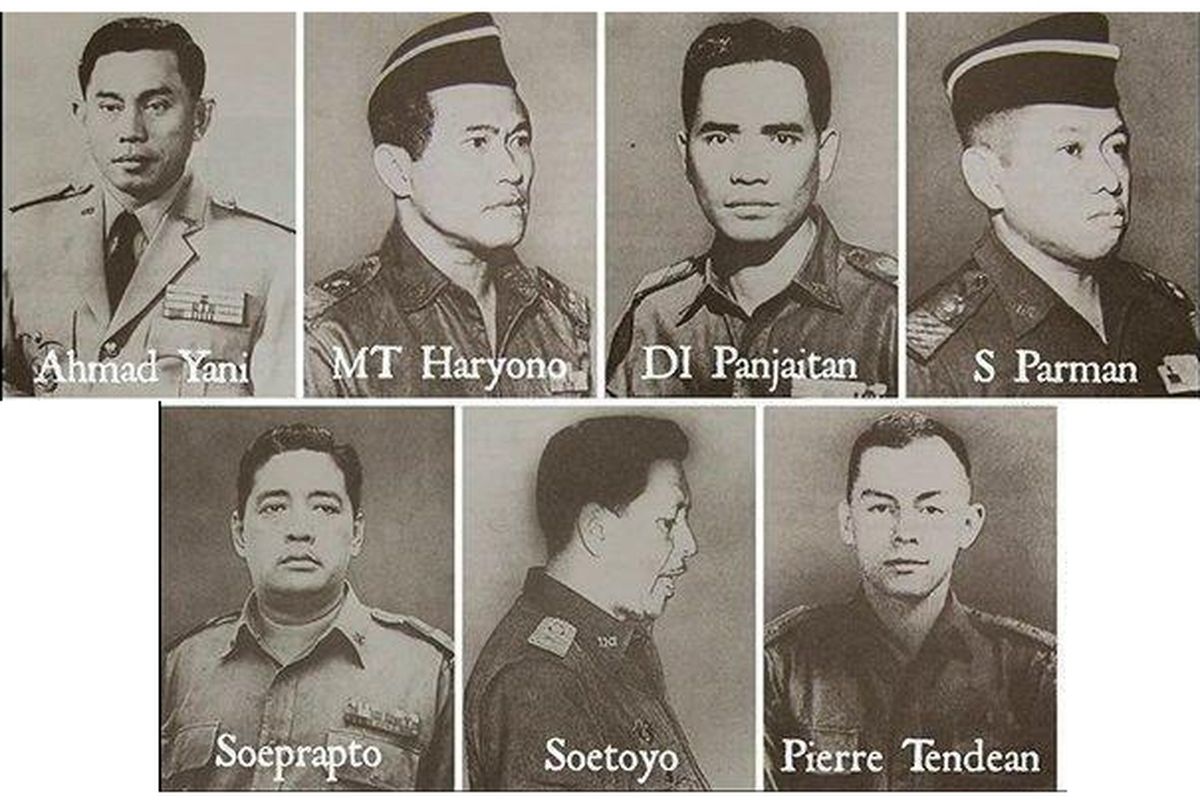 Ahmad Yani
MT Haryono
DI Panjaitan
S Parman
Soeprapto
Soetoyo
Pierre Tendean